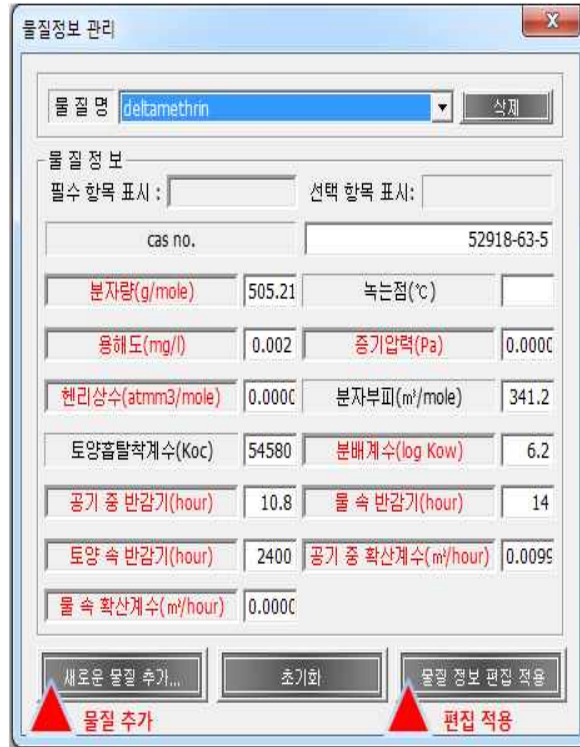 물질정보 관리
물 질 명 deltamethrin 삭제
물 질 정 보
필수 항목 표시 : 선택 항목 표시:
cas no. 52918-63-5
분자량(g/mole) 505.21 녹는점(℃)
용해도(mg/l) 0.002 증기압력(Pa) 0.0000
헨리상수(atmm3/mole) 0.0000 분자부피(㎥/mole) 341.2
토양흡탈착계수(Koc) 54580 분배계수(log Kow) 6.2
공기 중 반감기(hour) 10.8 물 속 반감기(hour) 14
토양 속 반감기(hour) 2400 공기 중 확산계수(㎡/hour) 0.0099
물 속 확산계수(㎡/hour) 0.0000
새로운 물질 추가... 초기화 물질 정보 편집 적용
물질 추가 편집 적용